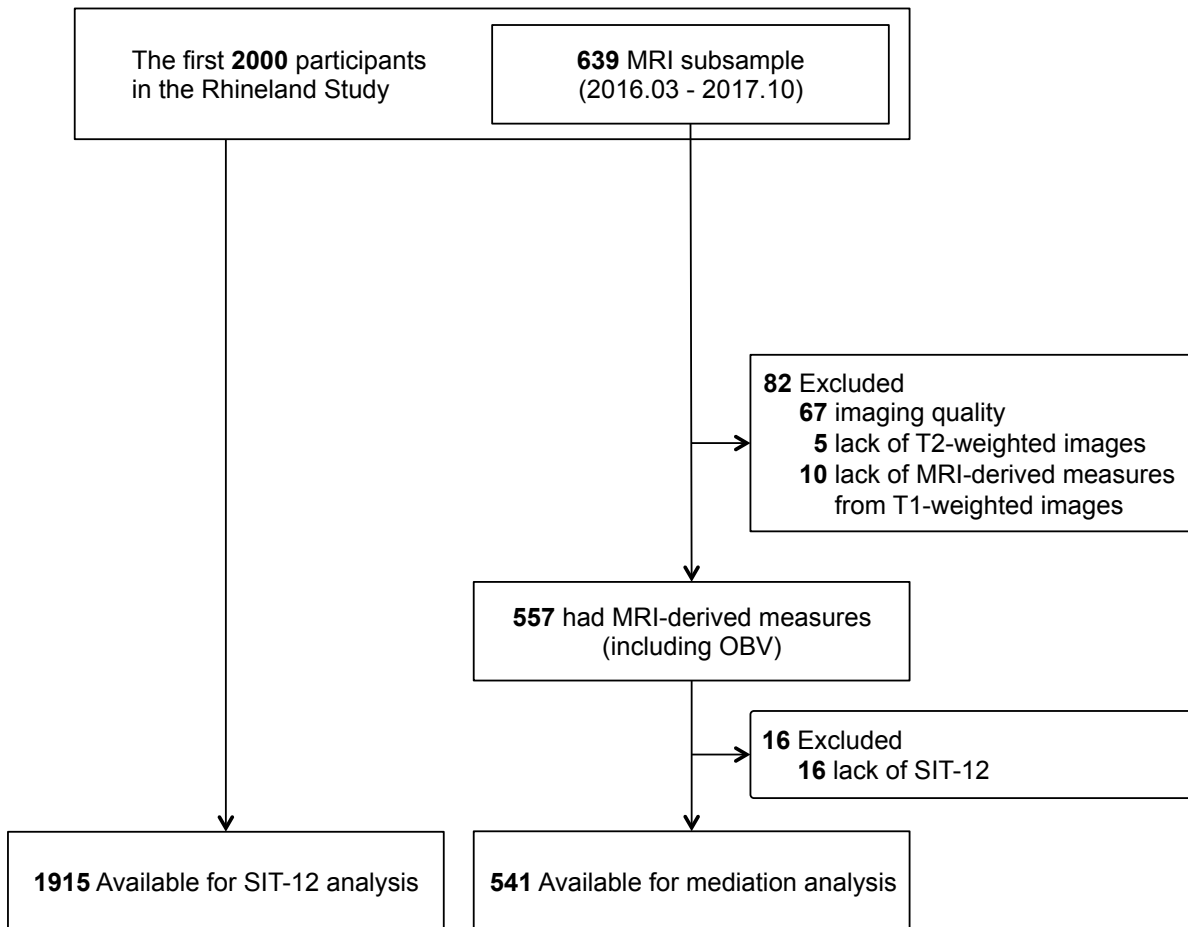 The first 2000 participants
in the Rhineland Study
639 MRI subsample
(2016.03 - 2017.10)
82 Excluded
67 imaging quality
5 lack of T2-weighted images
10 lack of MRI-derived measures
from T1-weighted images
557 had MRI-derived measures
(including OBV)
16 Excluded
16 lack of SIT-12
1915 Available for SIT-12 analysis
541 Available for mediation analysis